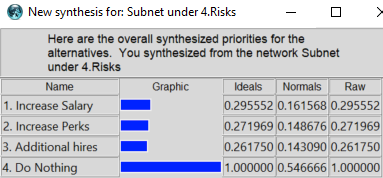 New synthesis for: Subnet under 4.Risks
Here are the overall synthesized priorities for the
alternatives. You synthesized from the network Subnet
under 4.Risks
Name Graphic Ideals Normals Raw
1. Increase Salary 0.295552 0.161568 0.295552
2. Increase Perks 0.271969 0.148676 0.271969
3. Additional hires 0.261750 0.143090 0.261750
4. Do Nothing 1.000000 0.546666 1.000000